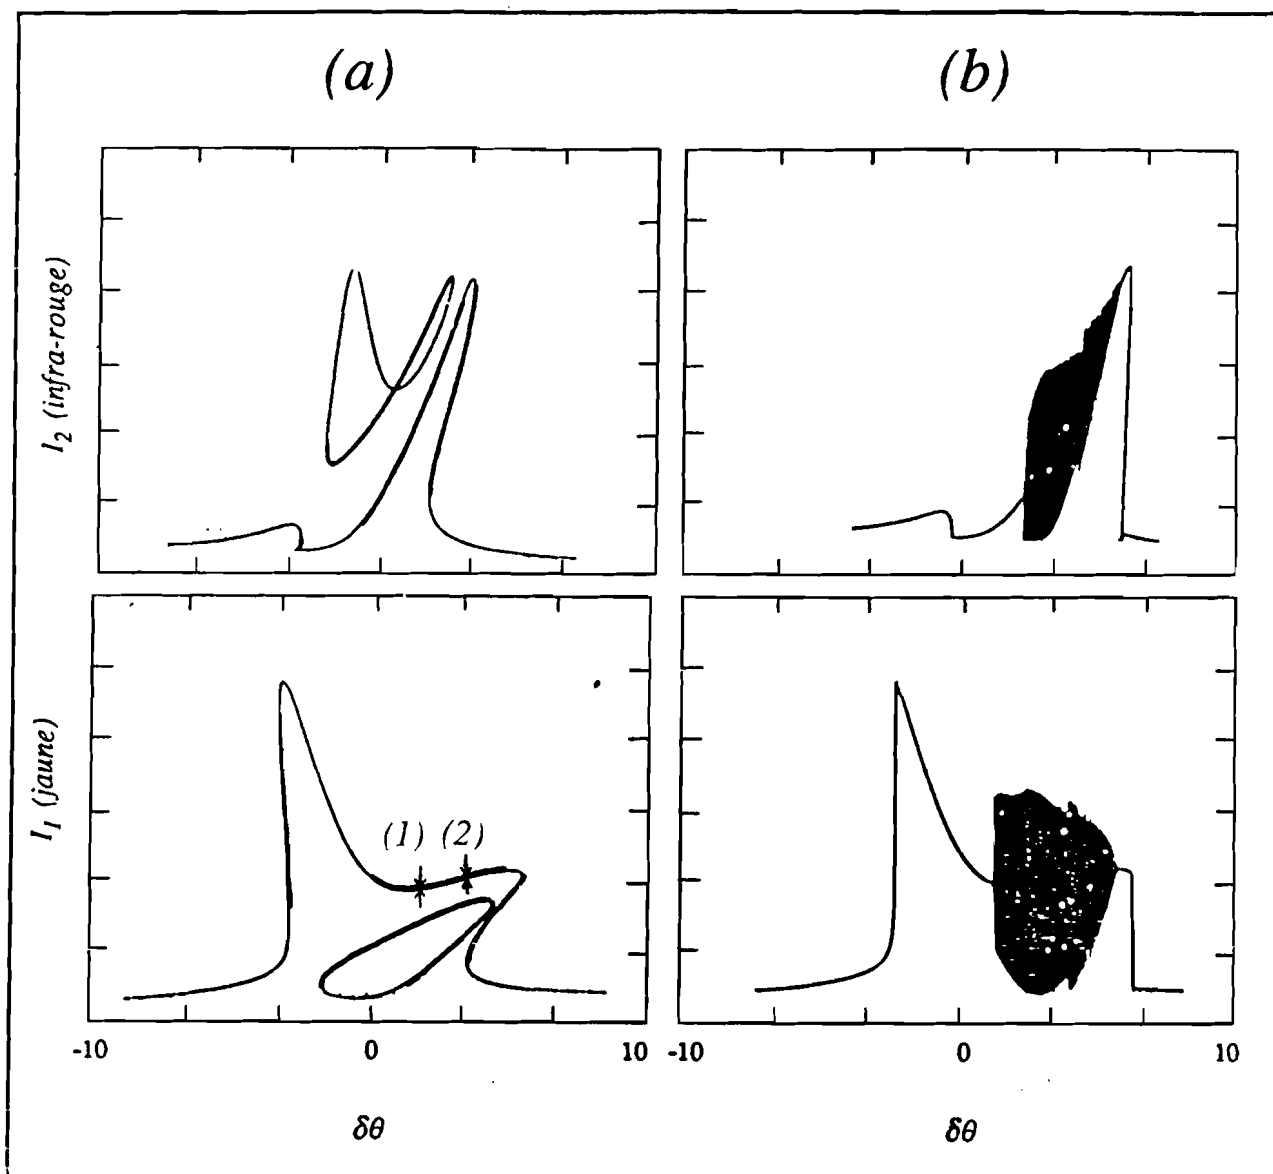 (a) (b)
I2 (infra-rouge)
(1) (2)
I1 (jaune)
-10 0 10 -10 0 10
δθ δθ